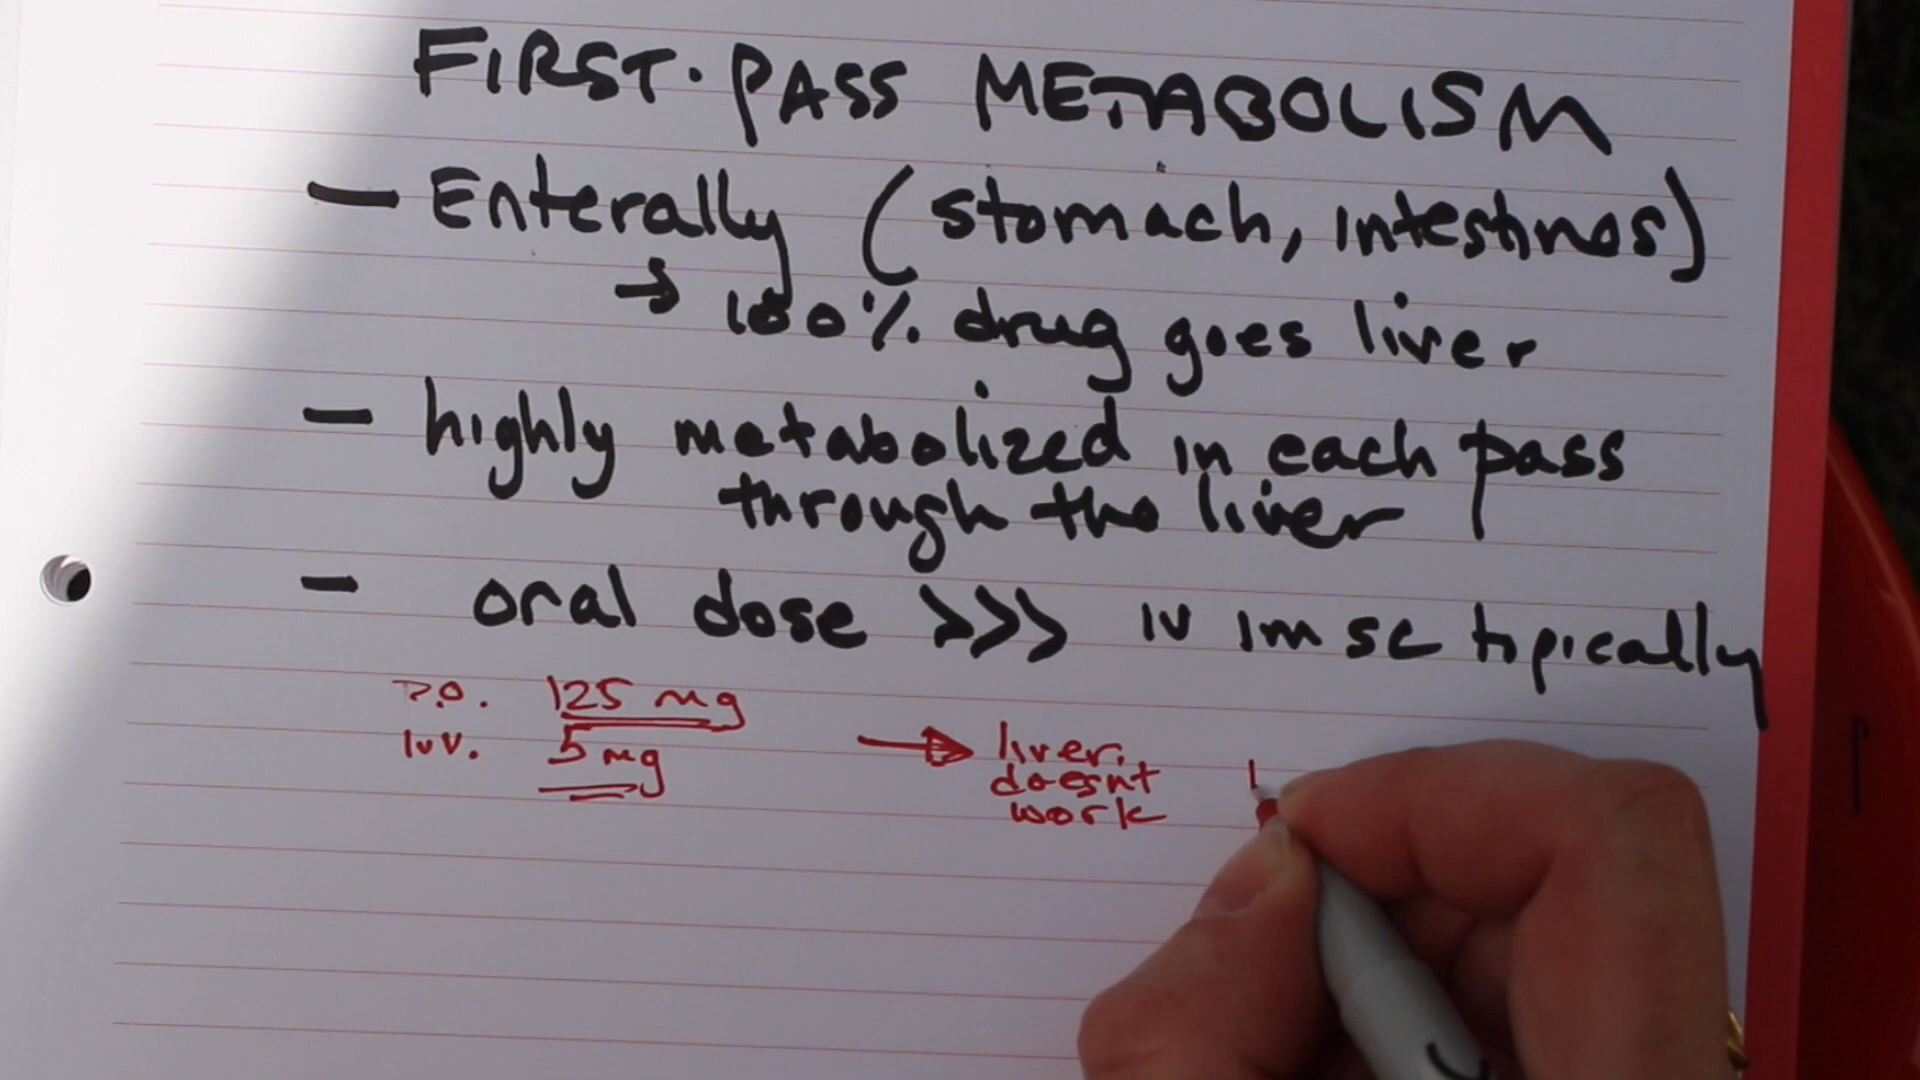 FIRST-PASS METABOLISM
- Enterally (stomach, intestines)
→ 100% drug goes liver
- highly metabolized in each pass
through the liver
- oral dose >>> IV IM SC topically
P.O. 125 mg
I.V. 5 mg
→ liver doesnt
work